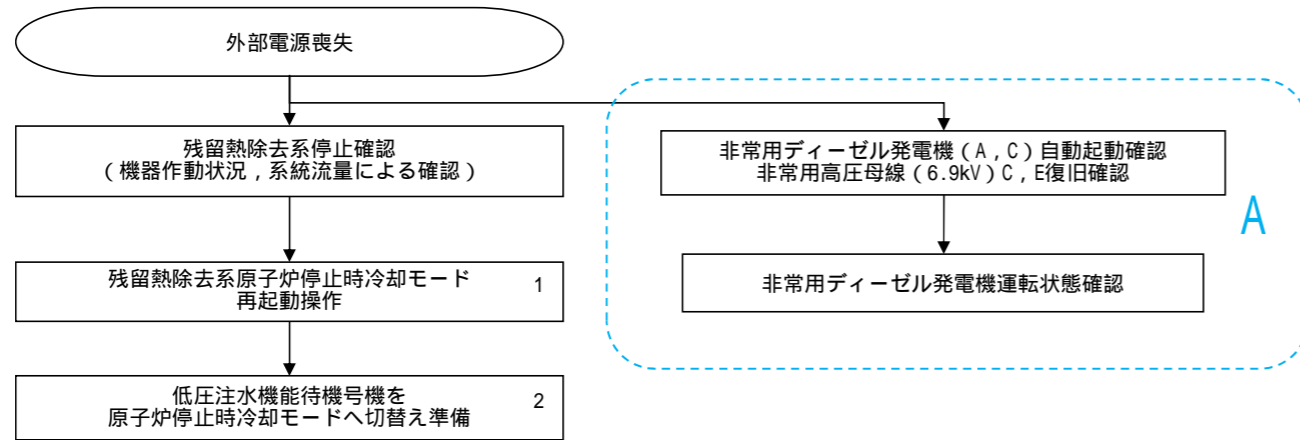 外部電源喪失
残留熱除去系停止確認
(機器作動状況,系統流量による確認)
非常用ディーゼル発電機(A,C)自動起動確認
非常用高圧母線(6.9kV)C,E復旧確認
A
残留熱除去系原子炉停止時冷却モード 1
再起動操作
非常用ディーゼル発電機運転状態確認
低圧注水機能待機号機を 2
原子炉停止時冷却モードへ切替え準備